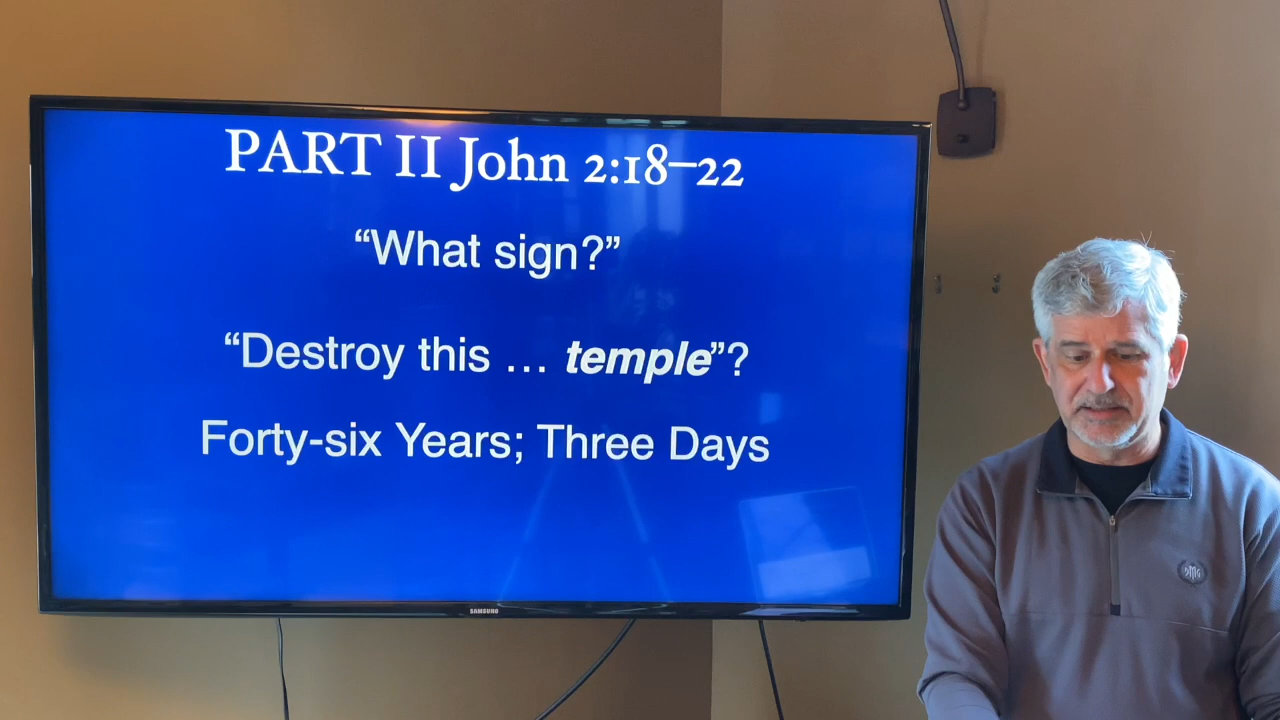 PART II John 2:18–22
“What sign?”
“Destroy this … temple”?
Forty-six Years; Three Days
SAMSUNG